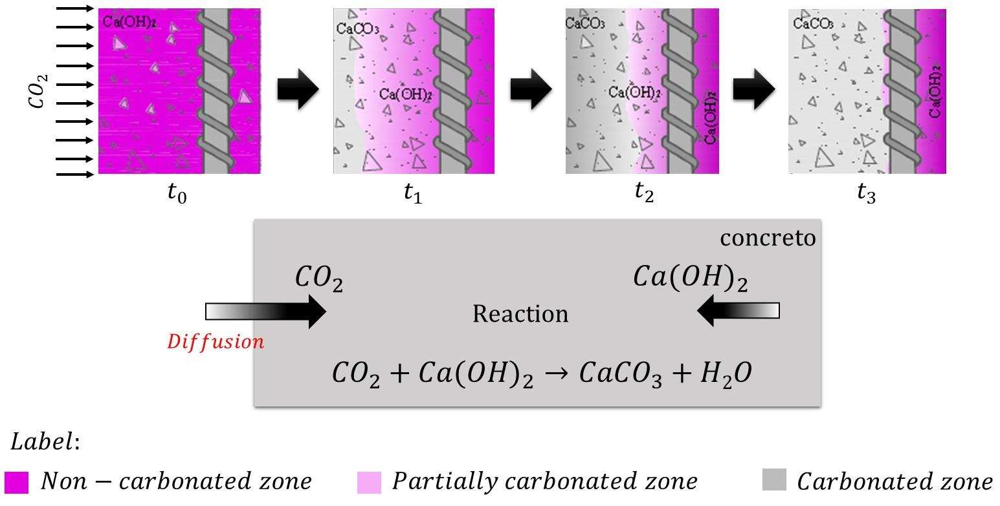 CO₂
Ca(OH)₂
CaCO₃
Ca(OH)₂
CaCO₃
Ca(OH)₂
Ca(OH)₂
CaCO₃
Ca(OH)₂
t₀
t₁
t₂
t₃
concreto
CO₂
Ca(OH)₂
Reaction
Diffusion
CO₂ + Ca(OH)₂ → CaCO₃ + H₂O
Label:
Non − carbonated zone
Partially carbonated zone
Carbonated zone